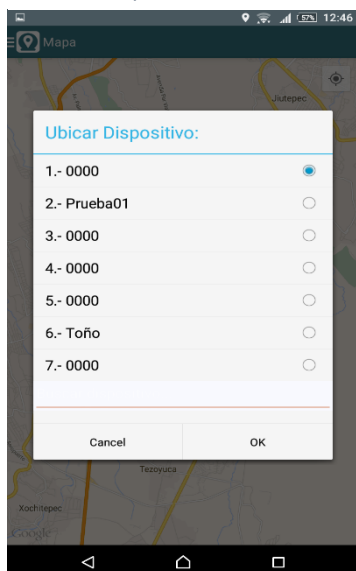 57% 12:46
Mapa
Jiutepec
Ubicar Dispositivo:
1.- 0000
2.- Prueba01
3.- 0000
4.- 0000
5.- 0000
6.- Toño
7.- 0000
Cancel OK
Tezoyuca
Xochitepec
Google